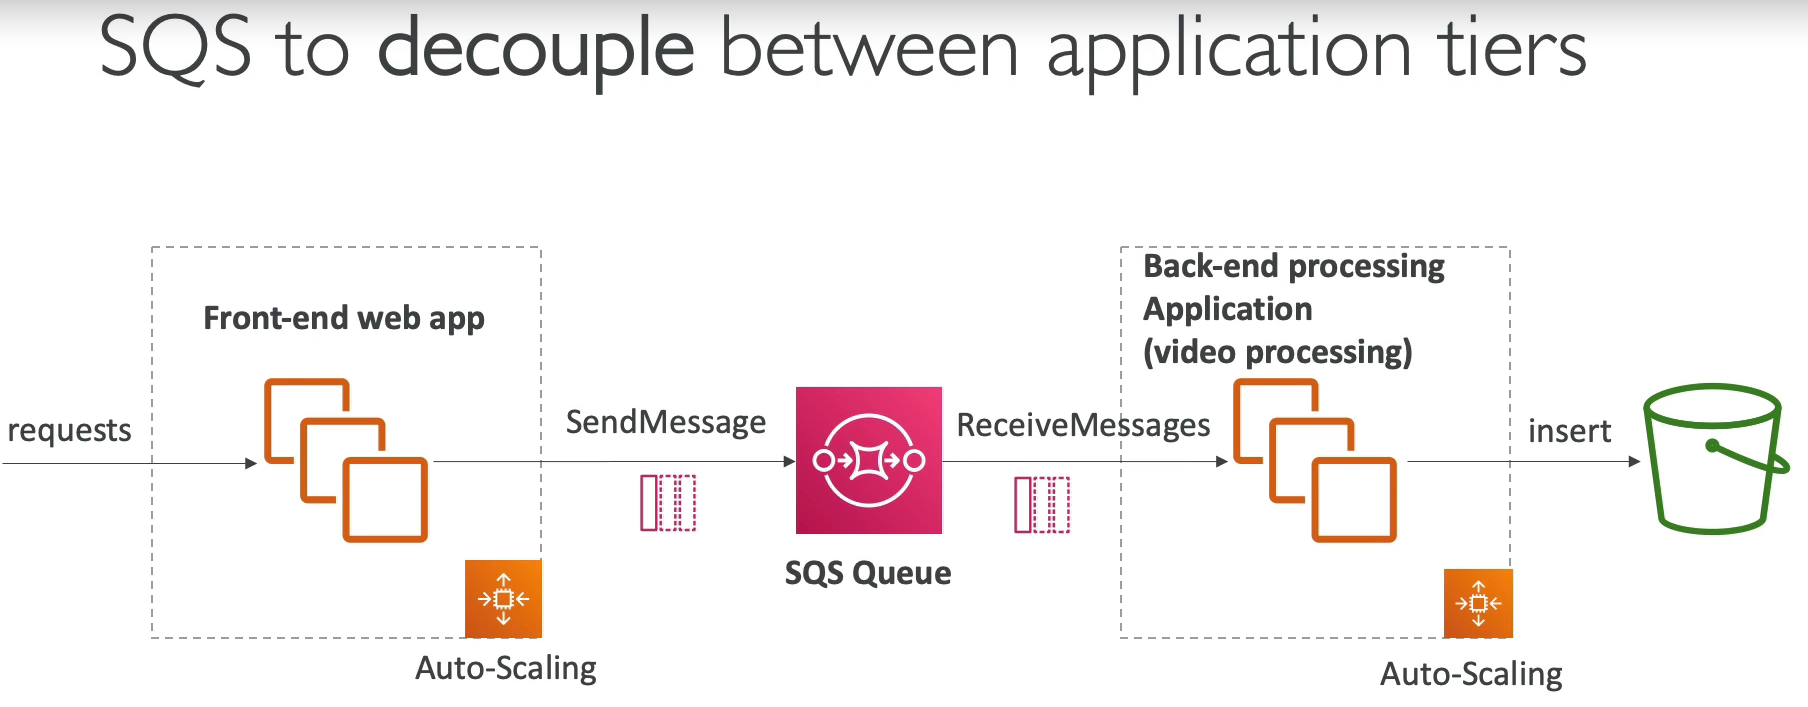 SQS to decouple between application tiers
Front-end web app
Back-end processing
Application
(video processing)
requests
SendMessage
ReceiveMessages
insert
SQS Queue
Auto-Scaling
Auto-Scaling